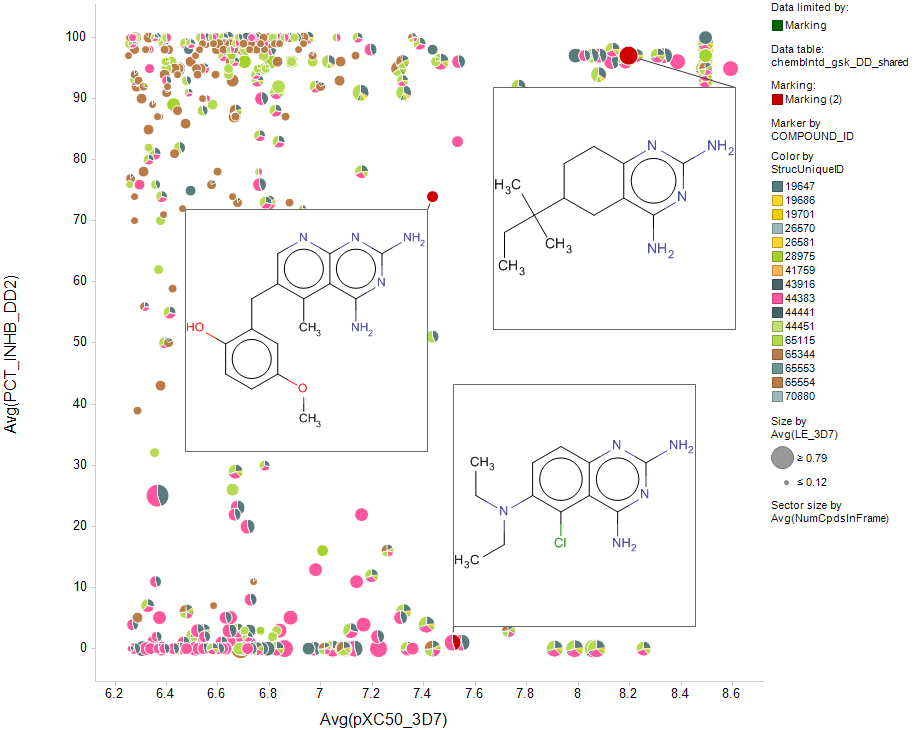 Data limited by:
Marking
Data table:
chemblntd_gsk_DD_shared
Marking:
Marking (2)
Marker by
COMPOUND_ID
Color by
StrucUniqueID
19647
19686
19701
26570
26581
28975
41759
43916
44383
44441
44451
65115
65344
65553
65554
70880
Size by
Avg(LE_3D7)
≥ 0.79
≤ 0.12
Sector size by
Avg(NumCpdsInFrame)
Avg(PCT_INHB_DD2)
100
90
80
70
60
50
40
30
20
10
0
N
NH2
H3C
N
CH3
NH2
CH3
N
N
NH2
N
CH3
NH2
HO
O
CH3
N
NH2
CH3
N
N
Cl
NH2
H3C
6.2
6.4
6.6
6.8
7
7.2
7.4
7.6
7.8
8
8.2
8.4
8.6
Avg(pXC50_3D7)